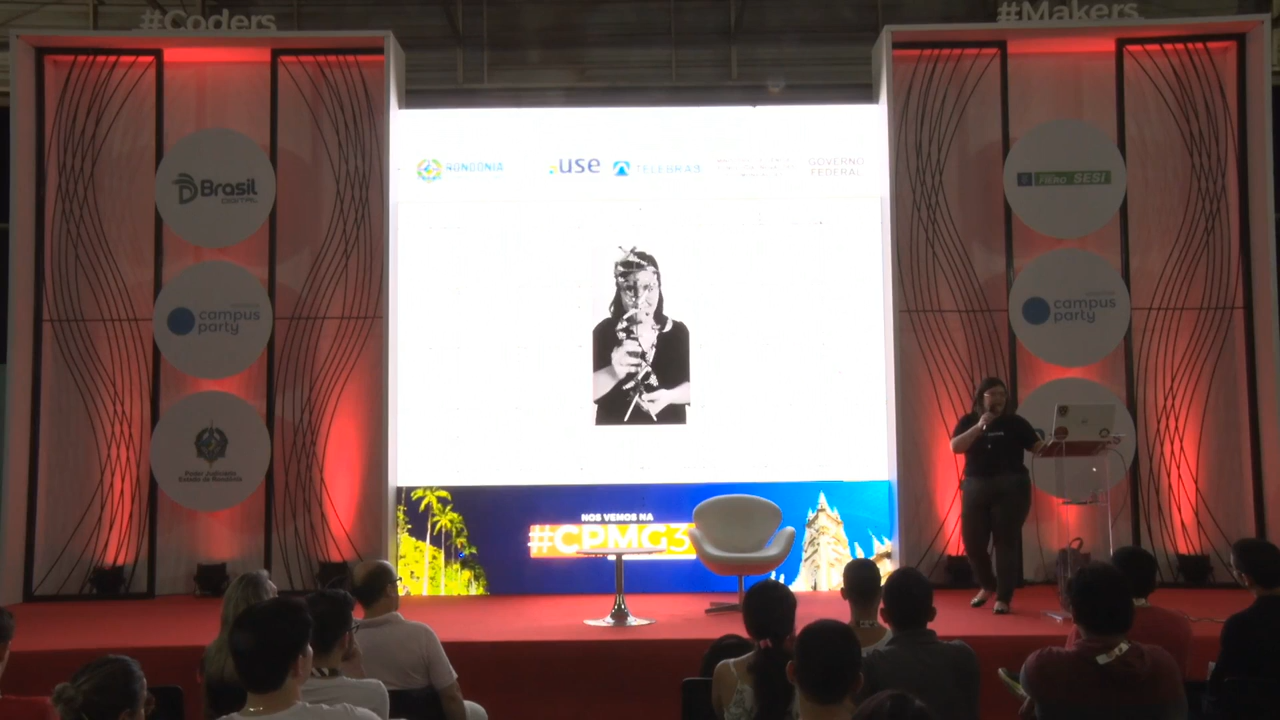 #Coders
#Makers
Brasil
DIGITAL
campus
party
Poder Judiciário
Estado de Rondônia
RONDÔNIA
.USE
TELEBRAS
GOVERNO
FEDERAL
NOS VEMOS NA
#CPMG3
FIERO SESI
campus
party